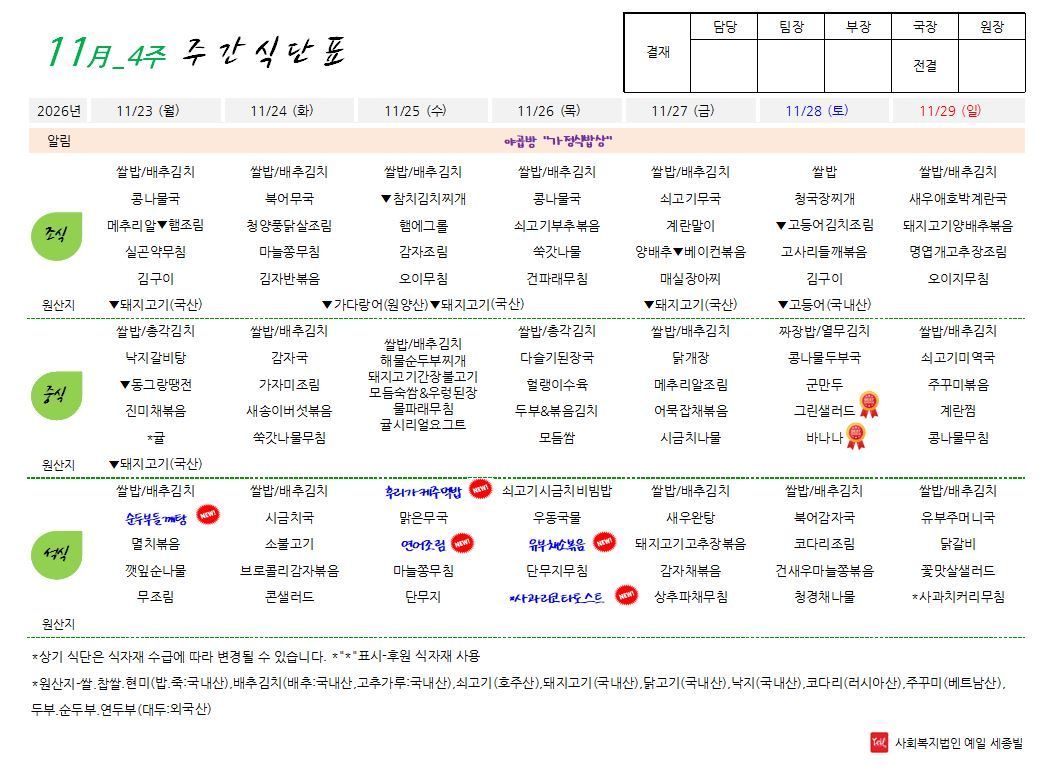 11月_4주 주간식단표
결재 담당 팀장 부장 국장 원장
전결
2026년 11/23 (월) 11/24 (화) 11/25 (수) 11/26 (목) 11/27 (금) 11/28 (토) 11/29 (일)
알림 야곱방 "가정식밥상"
조식
쌀밥/배추김치 쌀밥/배추김치 쌀밥/배추김치 쌀밥/배추김치 쌀밥/배추김치 쌀밥 쌀밥/배추김치
콩나물국 북어무국 ▼참치김치찌개 콩나물국 쇠고기무국 청국장찌개 새우애호박계란국
메추리알▼햄조림 청양풍닭살조림 햄에그롤 쇠고기부추볶음 계란말이 ▼고등어김치조림 돼지고기양배추볶음
실곤약무침 마늘쫑무침 감자조림 쑥갓나물 양배추▼베이컨볶음 고사리들깨볶음 명엽개고추장조림
김구이 김자반볶음 오이무침 건파래무침 매실장아찌 김구이 오이지무침
원산지 ▼돼지고기(국산) ▼가다랑어(원양산)▼돼지고기(국산) ▼돼지고기(국산) ▼고등어(국내산)
중식
쌀밥/총각김치 쌀밥/배추김치 쌀밥/배추김치 쌀밥/총각김치 쌀밥/배추김치 짜장밥/열무김치 쌀밥/배추김치
낙지갈비탕 감자국 해물순두부찌개 다슬기된장국 닭개장 콩나물두부국 쇠고기미역국
▼동그랑땡전 가자미조림 돼지고기간장불고기 헐랭이수육 메추리알조림 군만두 주꾸미볶음
진미채볶음 새송이버섯볶음 모듬숙쌈&우렁된장 두부&볶음김치 어묵잡채볶음 그린샐러드 계란찜
물파래무침
*귤 쑥갓나물무침 귤시리얼요그트 모듬쌈 시금치나물 바나나 콩나물무침
원산지 ▼돼지고기(국산)
석식
쌀밥/배추김치 쌀밥/배추김치 후리가케주먹밥 NEW! 쇠고기시금치비빔밥 쌀밥/배추김치 쌀밥/배추김치 쌀밥/배추김치
순두부들깨탕 NEW! 시금치국 맑은무국 우동국물 새우완탕 북어감자국 유부주머니국
멸치볶음 소불고기 연어조림 NEW! 유부채소볶음 NEW! 돼지고기고추장볶음 코다리조림 닭갈비
깻잎순나물 브로콜리감자볶음 마늘쫑무침 단무지무침 감자채볶음 건새우마늘쫑볶음 꽃맛살샐러드
무조림 콘샐러드 단무지 *사과리코타토스트 NEW! 상추파채무침 청경채나물 *사과치커리무침
원산지
*상기 식단은 식자재 수급에 따라 변경될 수 있습니다. *"*"표시-후원 식자재 사용
*원산지-쌀.찹쌀.현미(밥.죽:국내산),배추김치(배추:국내산,고추가루:국내산),쇠고기(호주산),돼지고기(국내산),닭고기(국내산),낙지(국내산),코다리(러시아산),주꾸미(베트남산),
두부.순두부.연두부(대두:외국산)
사회복지법인 예일 세종빌